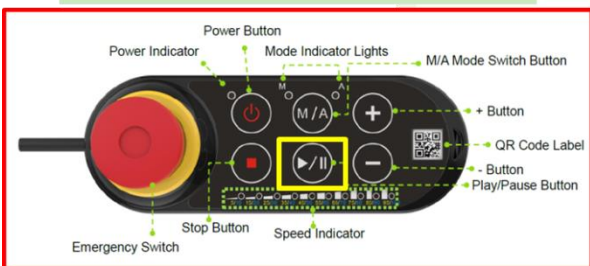 Power Button
Power Indicator
Mode Indicator Lights
M/A Mode Switch Button
M
A
M/A
+ Button
QR Code Label
- Button
Play/Pause Button
Stop Button
Speed Indicator
Emergency Switch